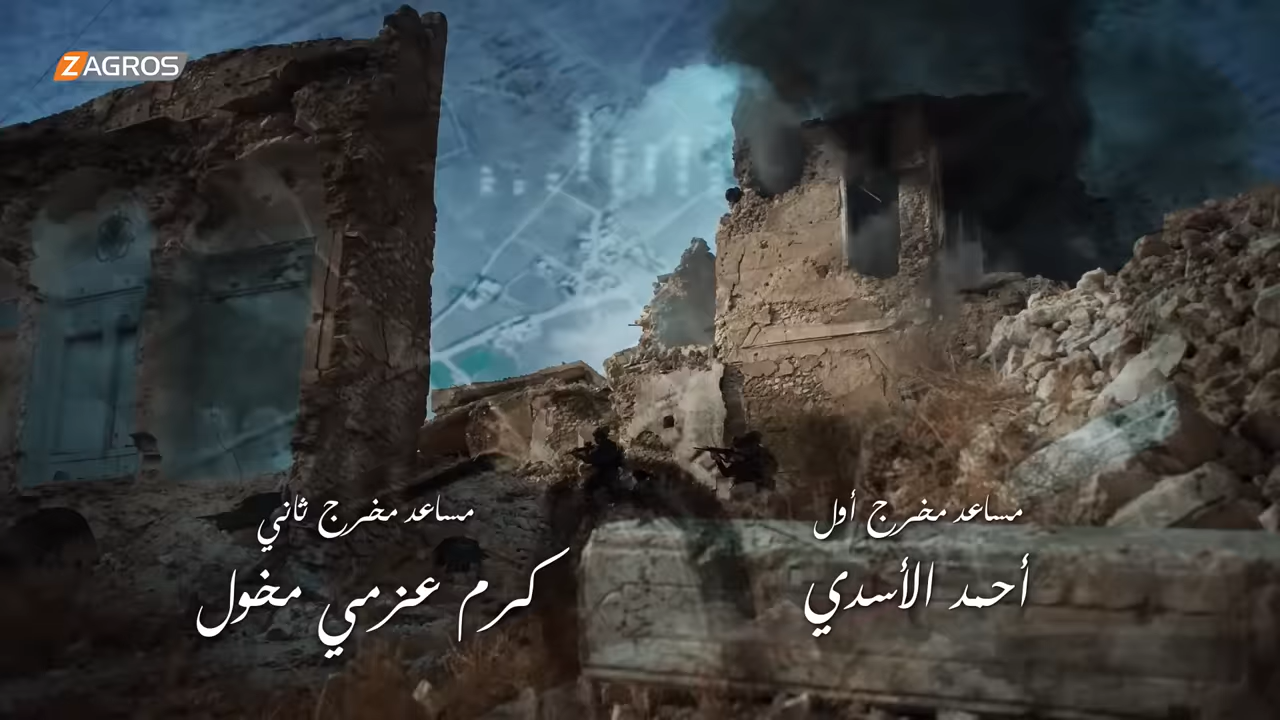 ZAGROS
مساعد مخرج أول
أحمد الأسدي
مساعد مخرج ثاني
كرم عزمي مخول